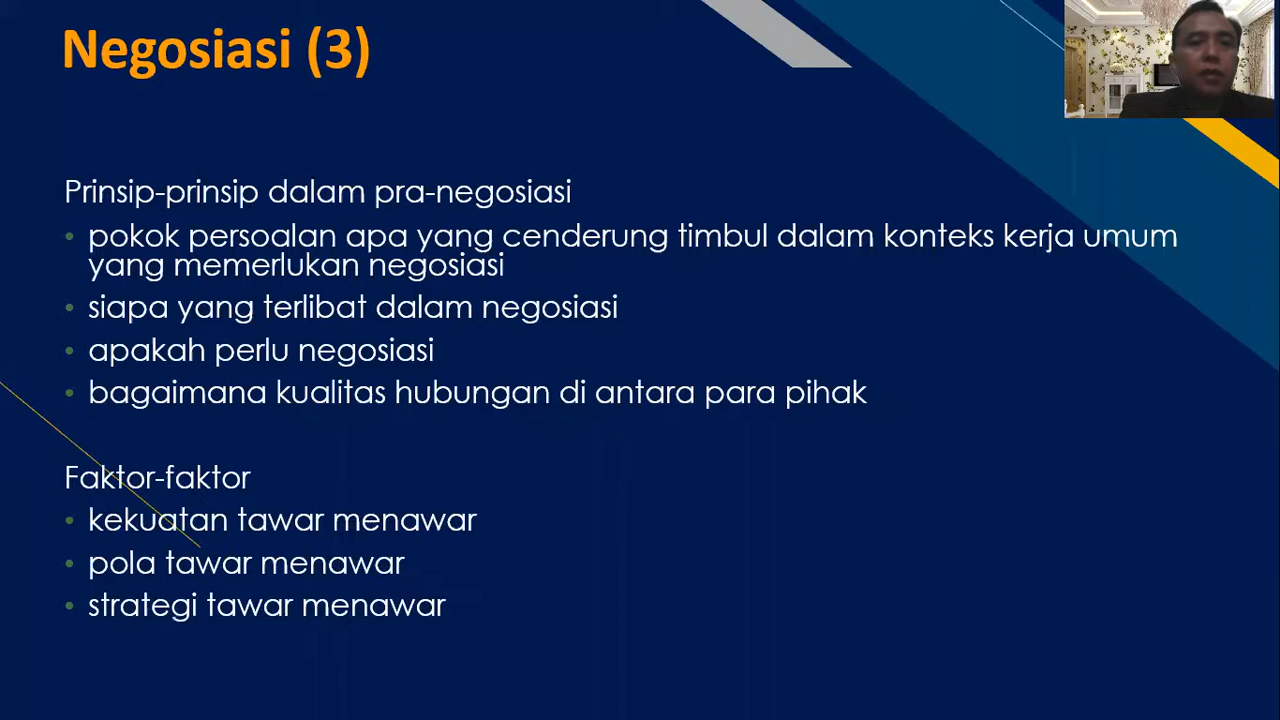 Negosiasi (3)
Prinsip-prinsip dalam pra-negosiasi
• pokok persoalan apa yang cenderung timbul dalam konteks kerja umum
yang memerlukan negosiasi
• siapa yang terlibat dalam negosiasi
• apakah perlu negosiasi
• bagaimana kualitas hubungan di antara para pihak
Faktor-faktor
• kekuatan tawar menawar
• pola tawar menawar
• strategi tawar menawar